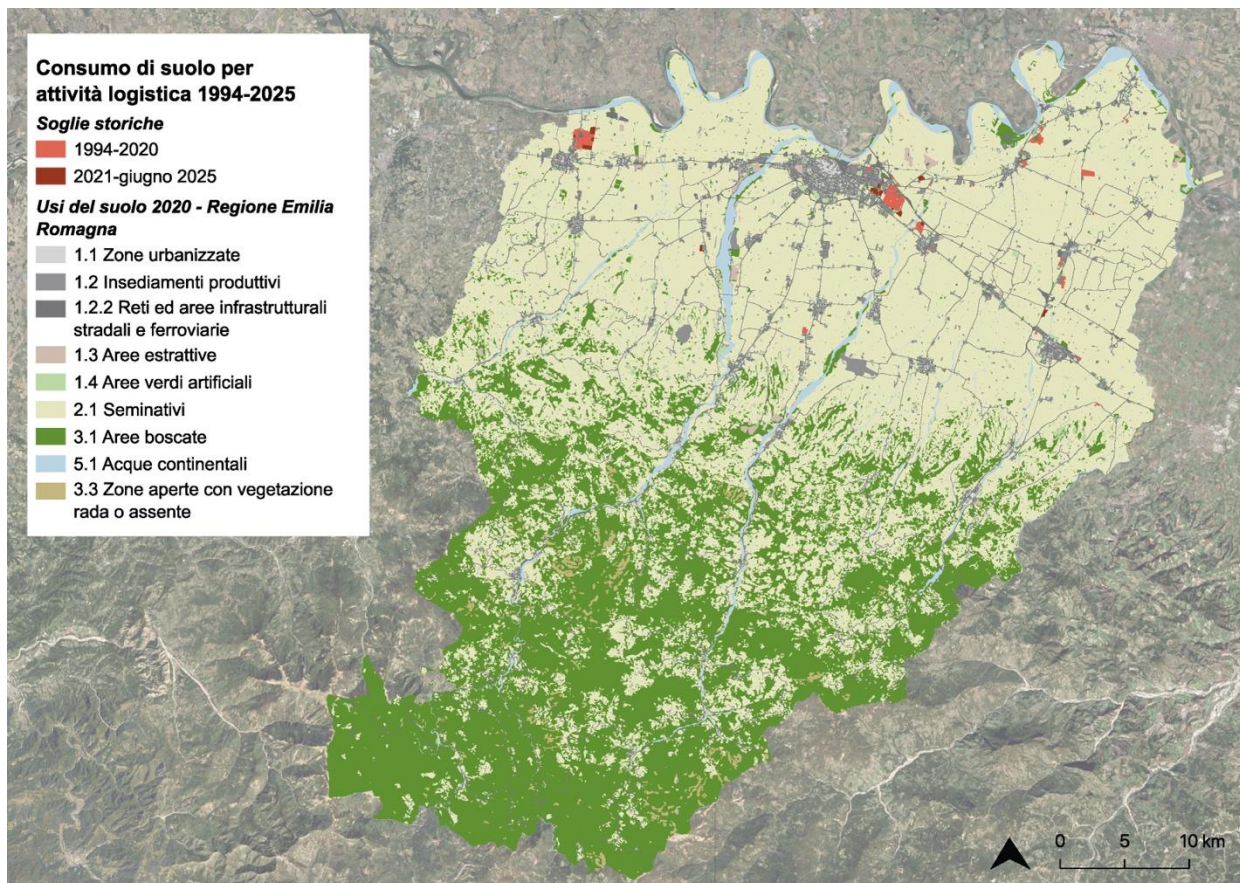 Consumo di suolo per
attività logistica 1994-2025
Soglie storiche
1994-2020
2021-giugno 2025
Usi del suolo 2020 - Regione Emilia
Romagna
1.1 Zone urbanizzate
1.2 Insediamenti produttivi
1.2.2 Reti ed aree infrastrutturali
stradali e ferroviarie
1.3 Aree estrattive
1.4 Aree verdi artificiali
2.1 Seminativi
3.1 Aree boscate
5.1 Acque continentali
3.3 Zone aperte con vegetazione
rada o assente
0 5 10 km